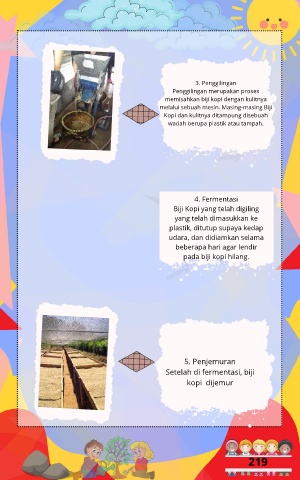 3. Penggilingan
Penggilingan merupakan proses
memisahkan biji kopi dengan kulitnya
melalui sebuah mesin. Masing-masing Biji
Kopi dan kulitnya ditampung disebuah
wadah berupa plastik atau tampah.
4. Fermentasi
Biji Kopi yang telah digiling
yang telah dimasukkan ke
plastik, ditutup supaya kedap
udara, dan didiamkan selama
beberapa hari agar lendir
pada biji kopi hilang.
5. Penjemuran
Setelah di fermentasi, biji
kopi dijemur
219